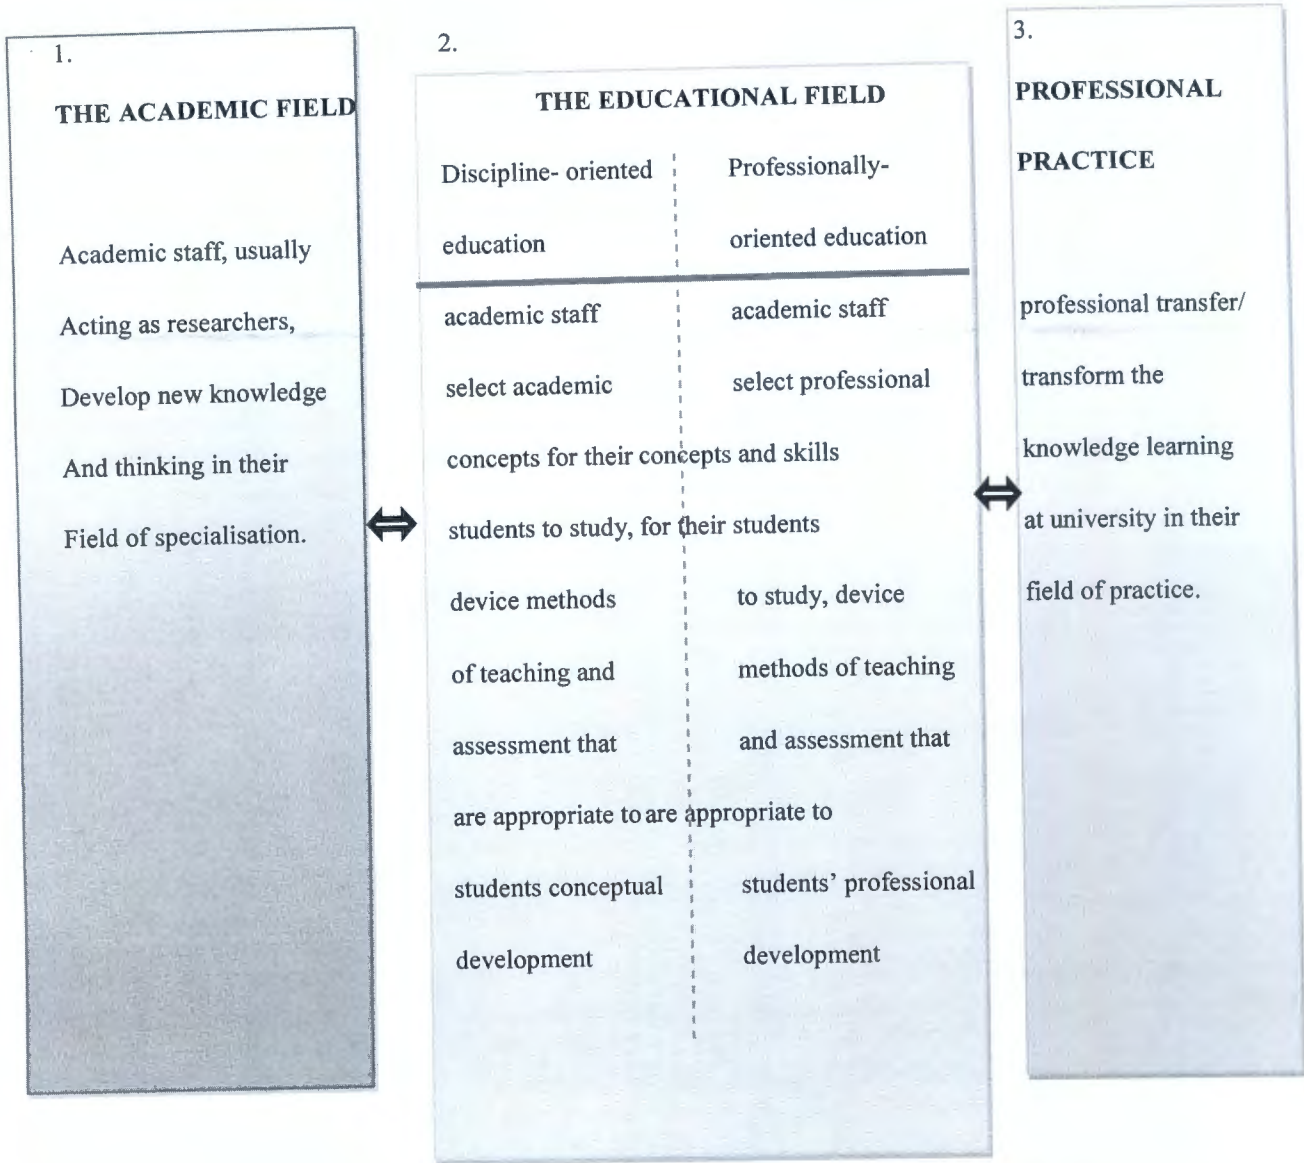 1.
THE ACADEMIC FIELD
Academic staff, usually
Acting as researchers,
Develop new knowledge
And thinking in their
Field of specialisation.
2.
THE EDUCATIONAL FIELD
Discipline- oriented
education
Professionally-
oriented education
academic staff academic staff
select academic select professional
concepts for their concepts and skills
students to study, for their students
device methods to study, device
of teaching and methods of teaching
assessment that and assessment that
are appropriate to are appropriate to
students conceptual students’ professional
development development
3.
PROFESSIONAL
PRACTICE
professional transfer/
transform the
knowledge learning
at university in their
field of practice.